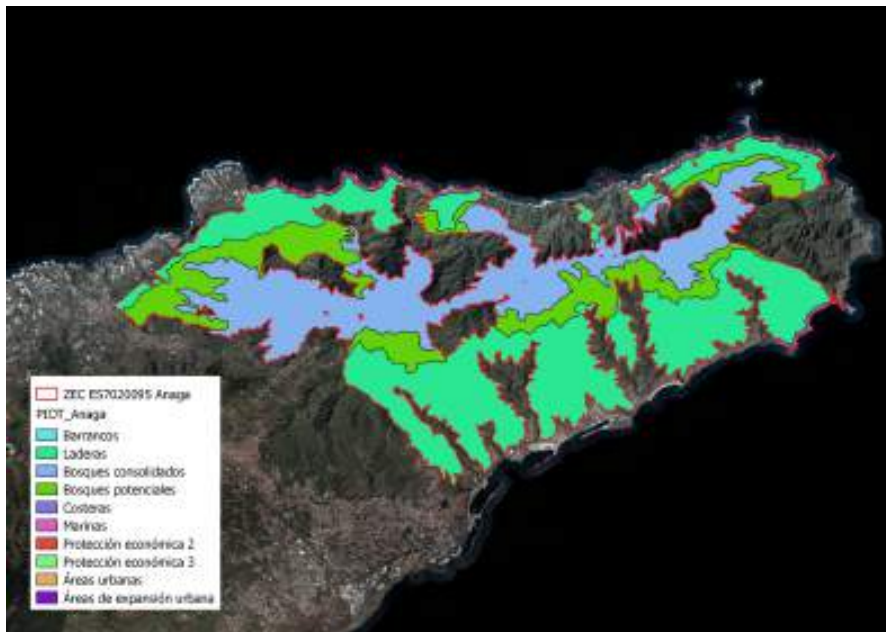 ZEC ES7020095 Anaga
PIOT_Anaga
Barrancos
Laderas
Bosques consolidados
Bosques potenciales
Costeras
Marinas
Protección económica 2
Protección económica 3
Áreas urbanas
Áreas de expansión urbana